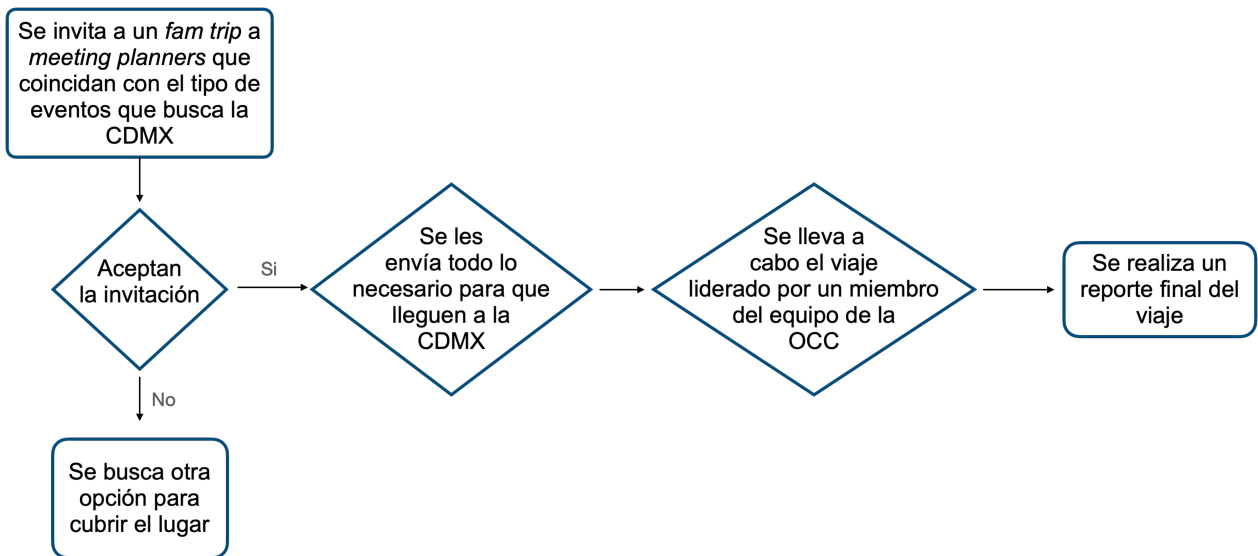 Se invita a un fam trip a
meeting planners que
coincidan con el tipo de
eventos que busca la
CDMX
Aceptan
la invitación
Si
Se les
envía todo lo
necesario para que
lleguen a la
CDMX
Se lleva a
cabo el viaje
liderado por un miembro
del equipo de la
OCC
Se realiza un
reporte final del
viaje
No
Se busca otra
opción para
cubrir el lugar